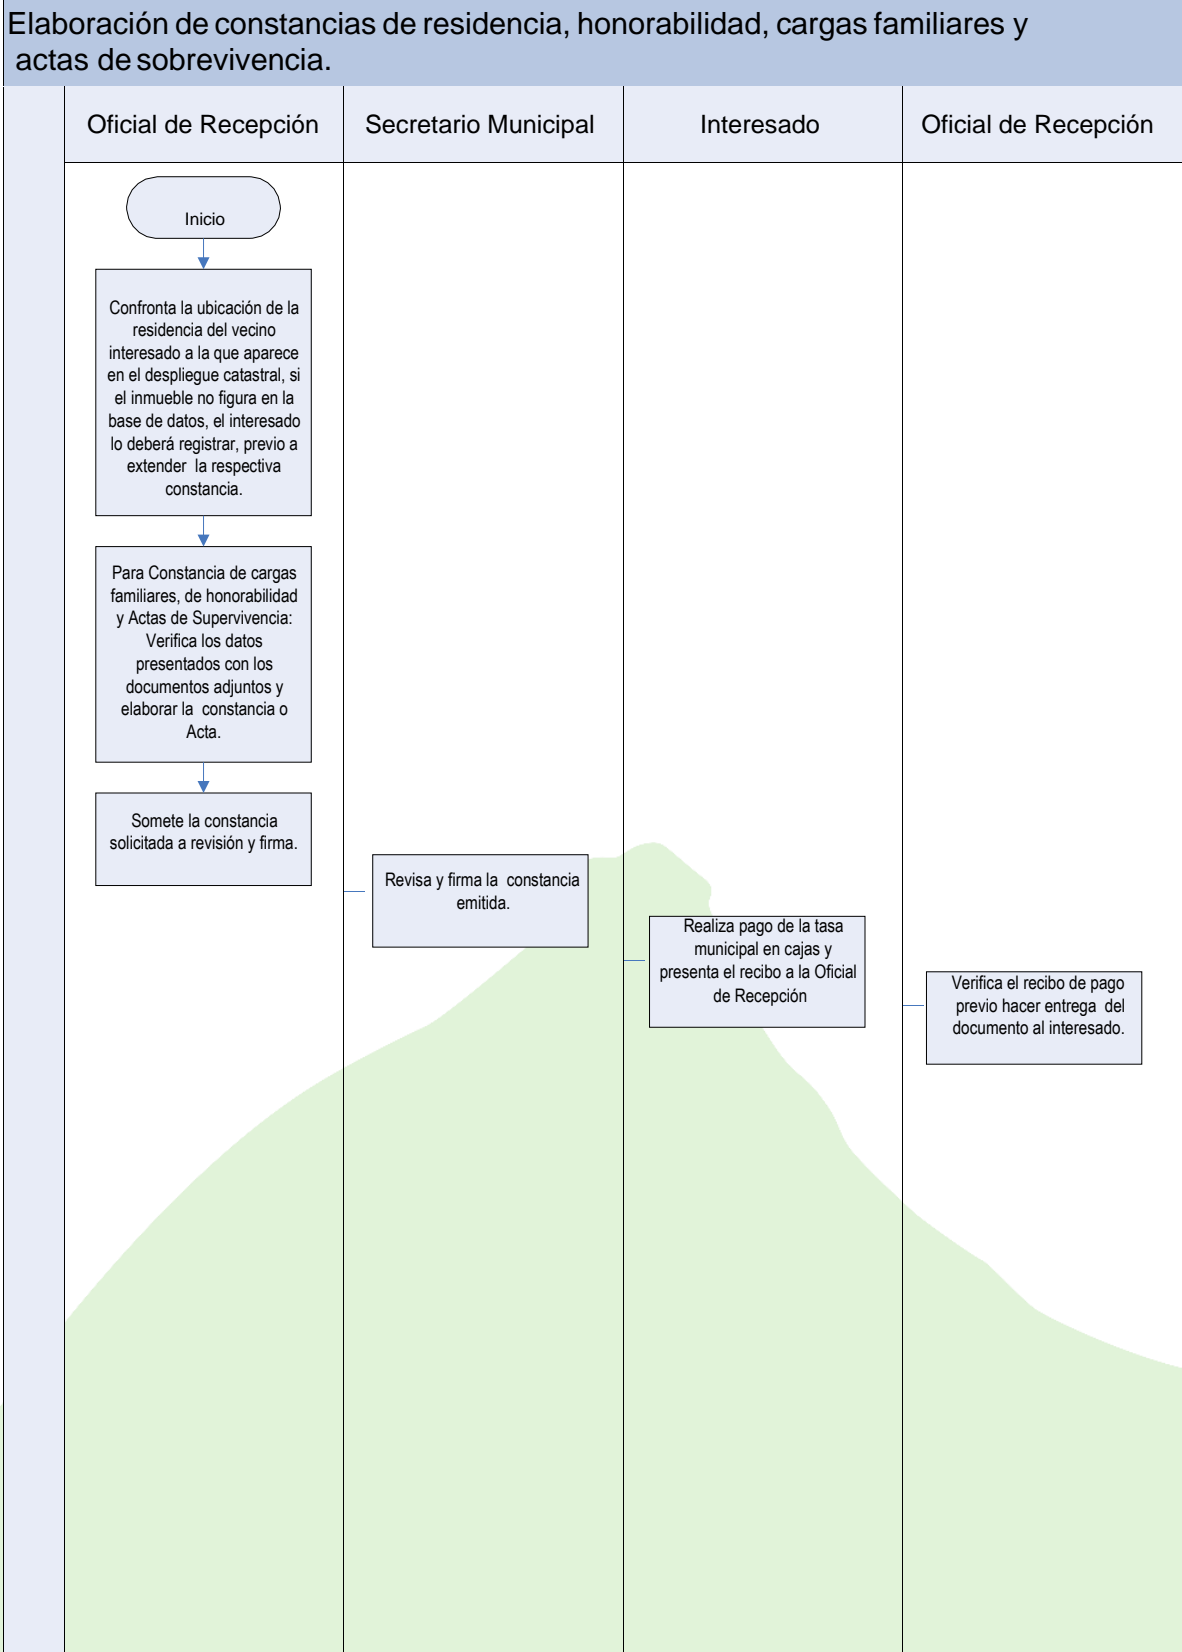 Elaboración de constancias de residencia, honorabilidad, cargas familiares y
actas de sobrevivencia.
Oficial de Recepción
Secretario Municipal
Interesado
Oficial de Recepción
Inicio
Confronta la ubicación de la
residencia del vecino
interesado a la que aparece
en el despliegue catastral, si
el inmueble no figura en la
base de datos, el interesado
lo deberá registrar, previo a
extender la respectiva
constancia.
Para Constancia de cargas
familiares, de honorabilidad
y Actas de Supervivencia:
Verifica los datos
presentados con los
documentos adjuntos y
elaborar la constancia o
Acta.
Somete la constancia
solicitada a revisión y firma.
Revisa y firma la constancia
emitida.
Realiza pago de la tasa
municipal en cajas y
presenta el recibo a la Oficial
de Recepción
Verifica el recibo de pago
previo hacer entrega del
documento al interesado.